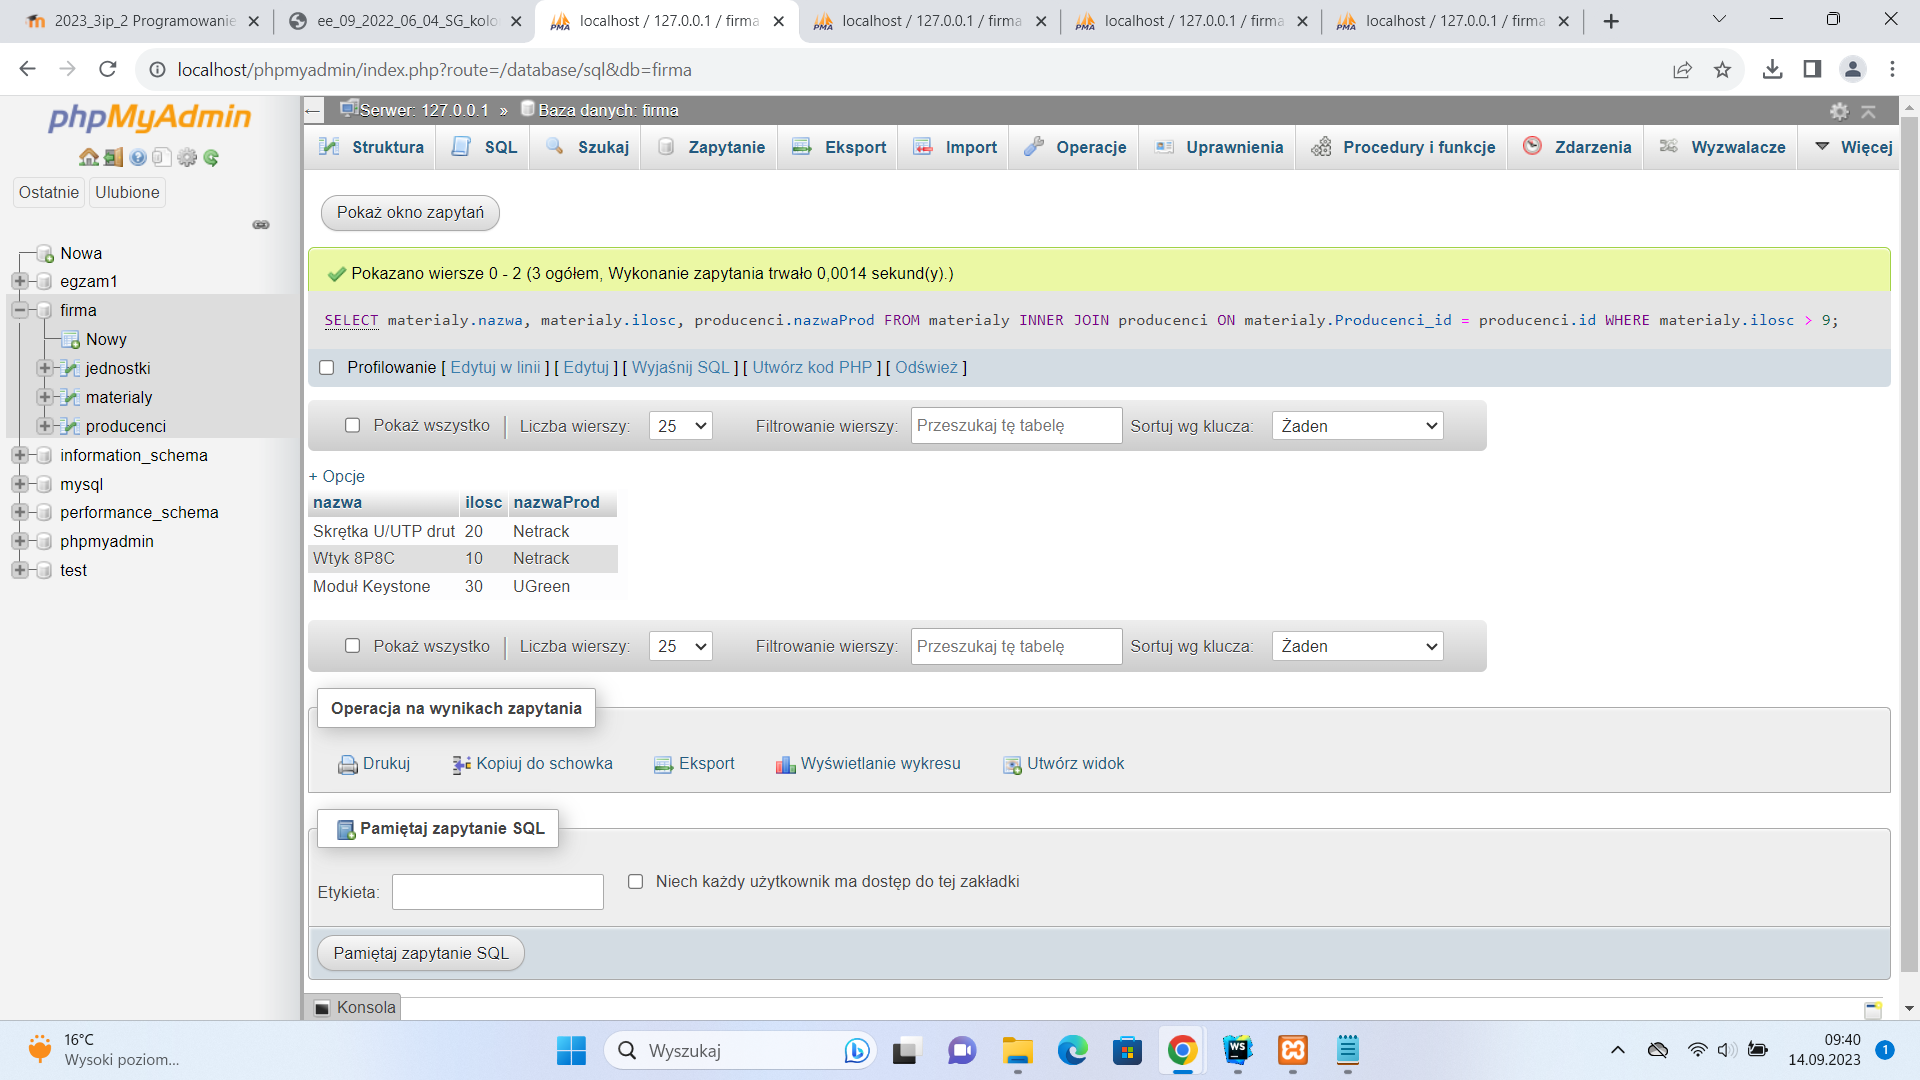 2023_3ip_2 Programowanie
ee_09_2022_06_04_SG_kolo
localhost / 127.0.0.1 / firma
localhost / 127.0.0.1 / firma
localhost / 127.0.0.1 / firma
localhost / 127.0.0.1 / firma
localhost/phpmyadmin/index.php?route=/database/sql&db=firma
phpMyAdmin
Ostatnie Ulubione
Nowa
egzam1
firma
Nowy
jednostki
materialy
producenci
information_schema
mysql
performance_schema
phpmyadmin
test
Serwer: 127.0.0.1 » Baza danych: firma
Struktura SQL Szukaj Zapytanie Eksport Import Operacje Uprawnienia Procedury i funkcje Zdarzenia Wyzwalacze Więcej
Pokaż okno zapytań
Pokazano wiersze 0 - 2 (3 ogółem, Wykonanie zapytania trwało 0,0014 sekund(y).)
SELECT materialy.nazwa, materialy.ilosc, producenci.nazwaProd FROM materialy INNER JOIN producenci ON materialy.Producenci_id = producenci.id WHERE materialy.ilosc > 9;
Profilowanie [ Edytuj w linii ] [ Edytuj ] [ Wyjaśnij SQL ] [ Utwórz kod PHP ] [ Odśwież ]
Pokaż wszystko Liczba wierszy: 25 Filtrowanie wierszy: Przeszukaj tę tabelę Sortuj wg klucza: Żaden
+ Opcje
nazwa ilosc nazwaProd
Skrętka U/UTP drut 20 Netrack
Wtyk 8P8C 10 Netrack
Moduł Keystone 30 UGreen
Pokaż wszystko Liczba wierszy: 25 Filtrowanie wierszy: Przeszukaj tę tabelę Sortuj wg klucza: Żaden
Operacja na wynikach zapytania
Drukuj Kopiuj do schowka Eksport Wyświetlanie wykresu Utwórz widok
Pamiętaj zapytanie SQL
Etykieta: Niech każdy użytkownik ma dostęp do tej zakładki
Pamiętaj zapytanie SQL
Konsola
16°C
Wysoki poziom...
Wyszukaj
09:40
14.09.2023
1